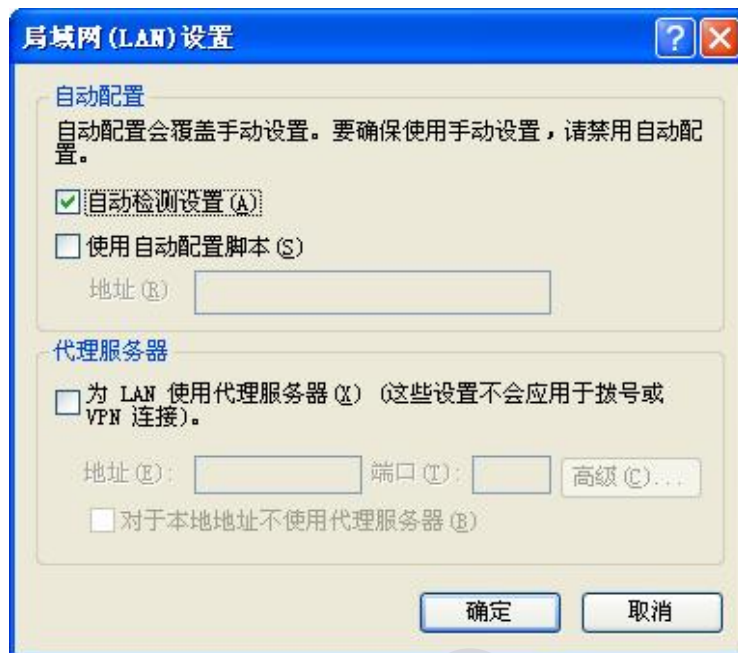 局域网(LAN)设置
自动配置
自动配置会覆盖手动设置。要确保使用手动设置，请禁用自动配
置。
自动检测设置(A)
使用自动配置脚本(S)
地址(R)
代理服务器
为 LAN 使用代理服务器(X) (这些设置不会应用于拨号或
VPN 连接)。
地址(E): 端口(T): 高级(C)...
对于本地地址不使用代理服务器(B)
确定 取消